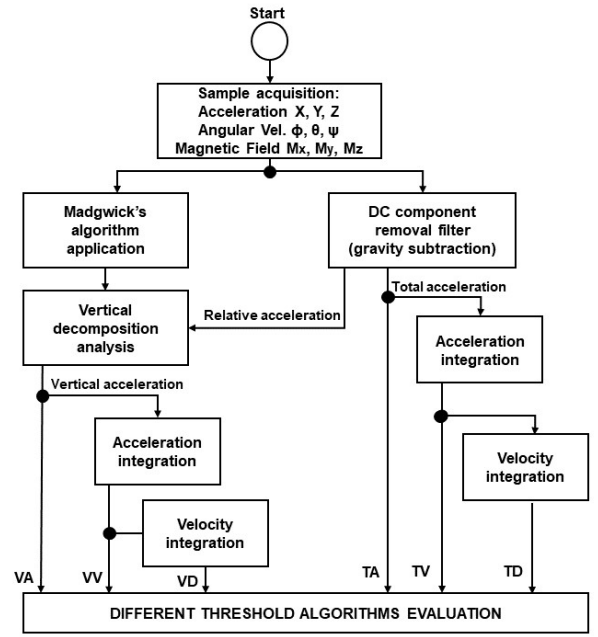 Start
Sample acquisition:
Acceleration X, Y, Z
Angular Vel. ϕ, θ, ψ
Magnetic Field Mx, My, Mz
Madgwick's
algorithm
application
DC component
removal filter
(gravity subtraction)
Total acceleration
Relative acceleration
Vertical
decomposition
analysis
Acceleration
integration
Vertical acceleration
Acceleration
integration
Velocity
integration
Velocity
integration
VA
VV
VD
TA
TV
TD
DIFFERENT THRESHOLD ALGORITHMS EVALUATION